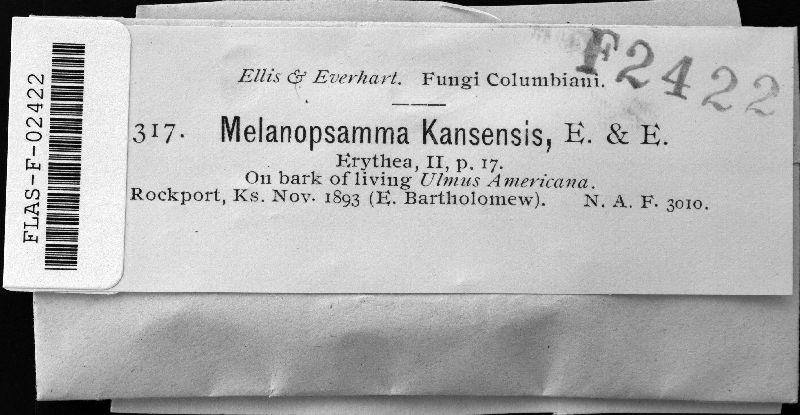 FLAS-F-02422
F2422
Ellis & Everhart. Fungi Columbiani.
317. Melanopsamma Kansensis, E. & E.
Erythea, II, p. 17.
On bark of living Ulmus Americana.
Rockport, Ks. Nov. 1893 (E. Bartholomew). N. A. F. 3010.